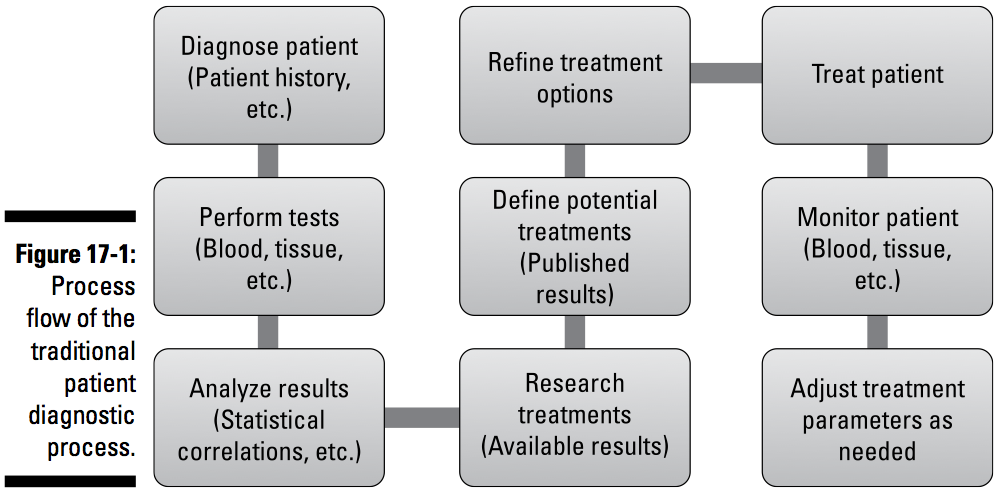 Diagnose patient
(Patient history,
etc.)
Perform tests
(Blood, tissue,
etc.)
Analyze results
(Statistical
correlations, etc.)
Research
treatments
(Available results)
Define potential
treatments
(Published
results)
Refine treatment
options
Treat patient
Monitor patient
(Blood, tissue,
etc.)
Adjust treatment
parameters as
needed
Figure 17-1:
Process
flow of the
traditional
patient
diagnostic
process.